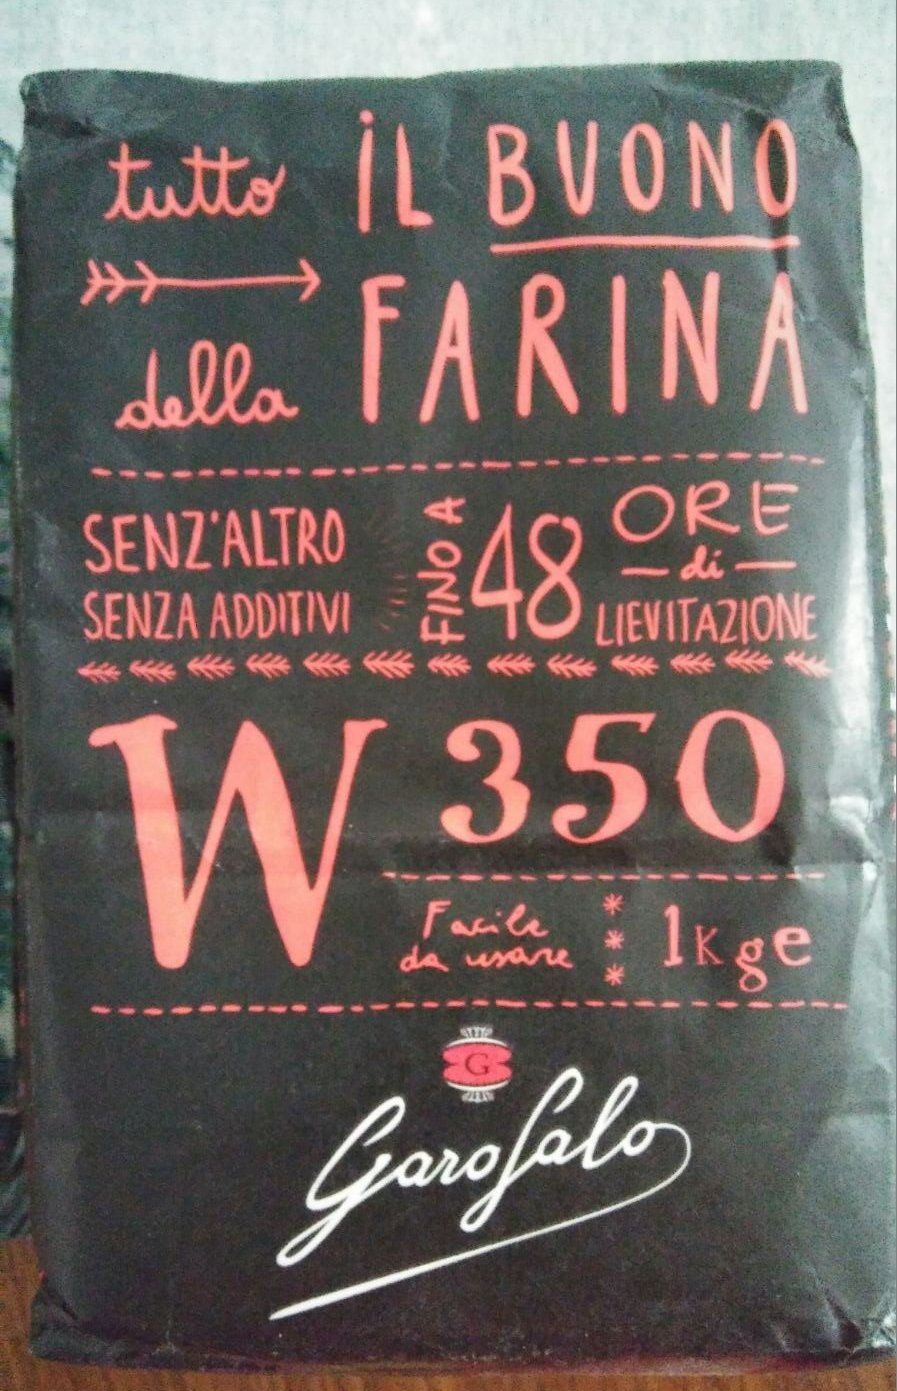 tutto iL BUONO
della FARINA
SENZ'ALTRO
SENZA ADDITIVI
FINO A 48 ORE
di
LIEVITAZIONE
W 350
Facile
da usare
* * *
1Kge
G
Garofalo